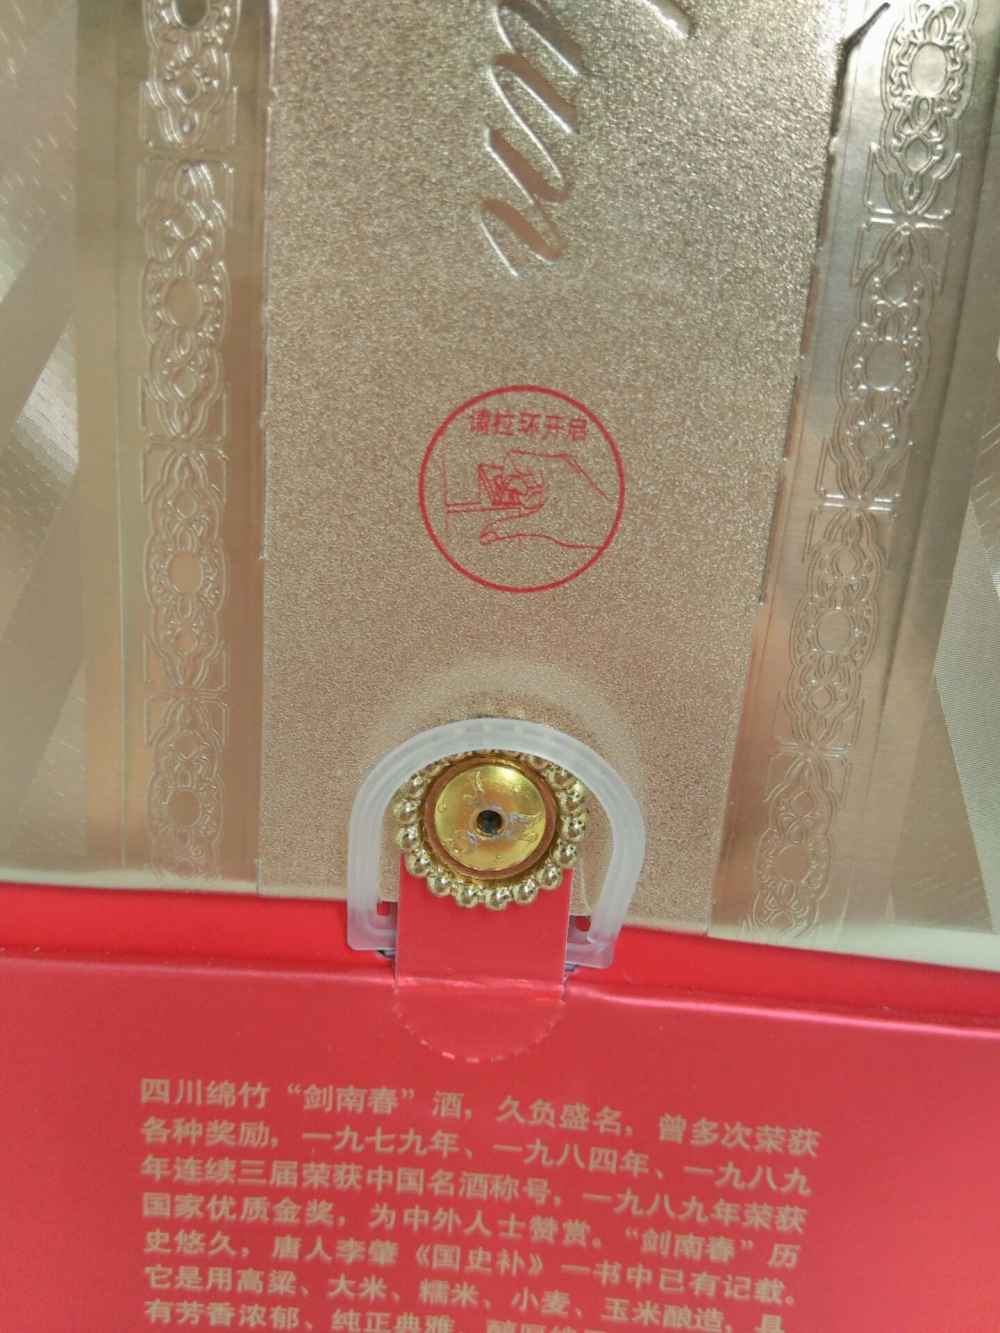 请拉环开启
四川绵竹“剑南春”酒，久负盛名，曾多次荣获
各种奖励，一九七九年、一九八四年、一九八九
年连续三届荣获中国名酒称号，一九八九年荣获
国家优质金奖，为中外人士赞赏。“剑南春”历
史悠久，唐人李肇《国史补》一书中已有记载。
它是用高粱、大米、糯米、小麦、玉米酿造，具
有芳香浓郁、纯正典雅、醇厚绵